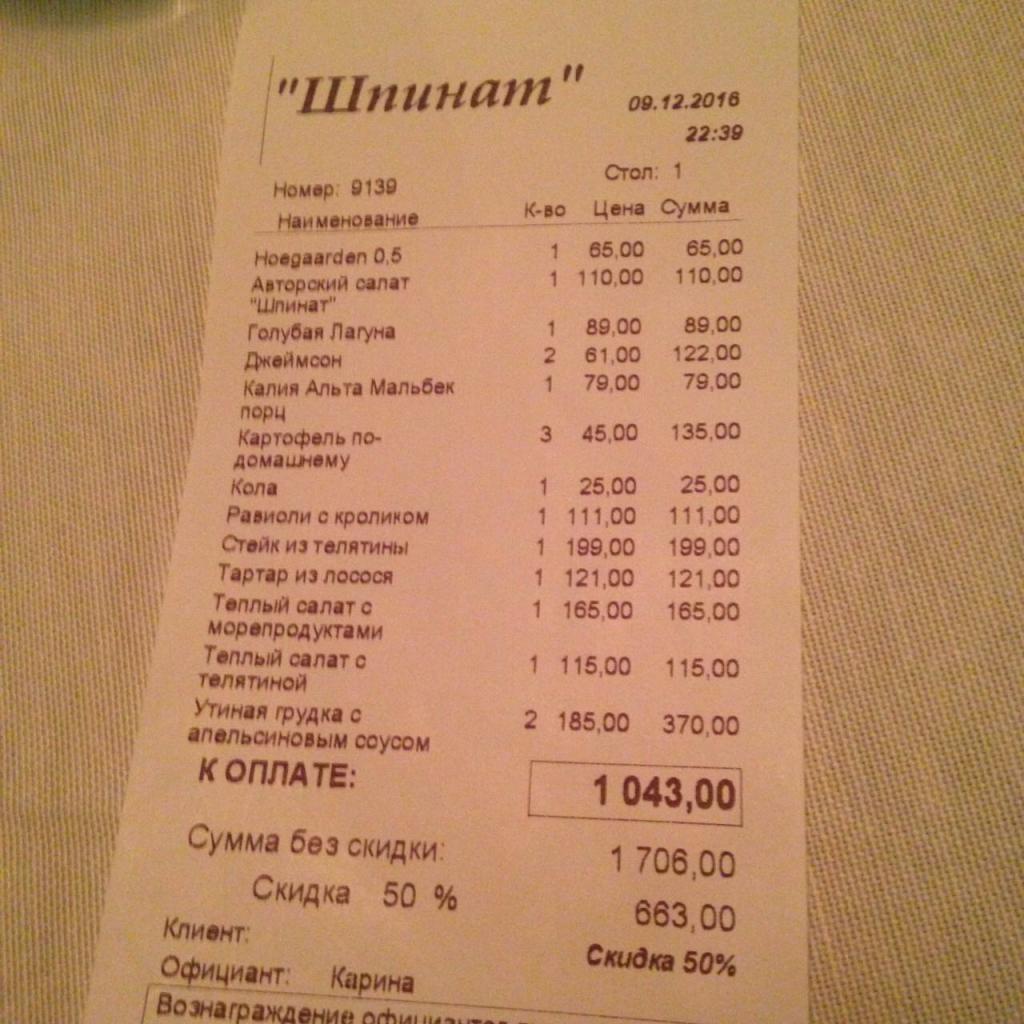 "Шпинат"
09.12.2016
22:39
Номер: 9139 Стол: 1
Наименование К-во Цена Сумма
Hoegaarden 0,5 1 65,00 65,00
Авторский салат 1 110,00 110,00
"Шпинат"
Голубая Лагуна 1 89,00 89,00
Джеймсон 2 61,00 122,00
Калия Альта Мальбек 1 79,00 79,00
порц
Картофель по- 3 45,00 135,00
домашнему
Кола 1 25,00 25,00
Равиоли с кроликом 1 111,00 111,00
Стейк из телятины 1 199,00 199,00
Тартар из лосося 1 121,00 121,00
Теплый салат с 1 165,00 165,00
морепродуктами
Теплый салат с 1 115,00 115,00
телятиной
Утиная грудка с 2 185,00 370,00
апельсиновым соусом
К ОПЛАТЕ: 1 043,00
Сумма без скидки: 1 706,00
Скидка 50 % 663,00
Скидка 50%
Клиент:
Официант: Карина
Вознаграждение